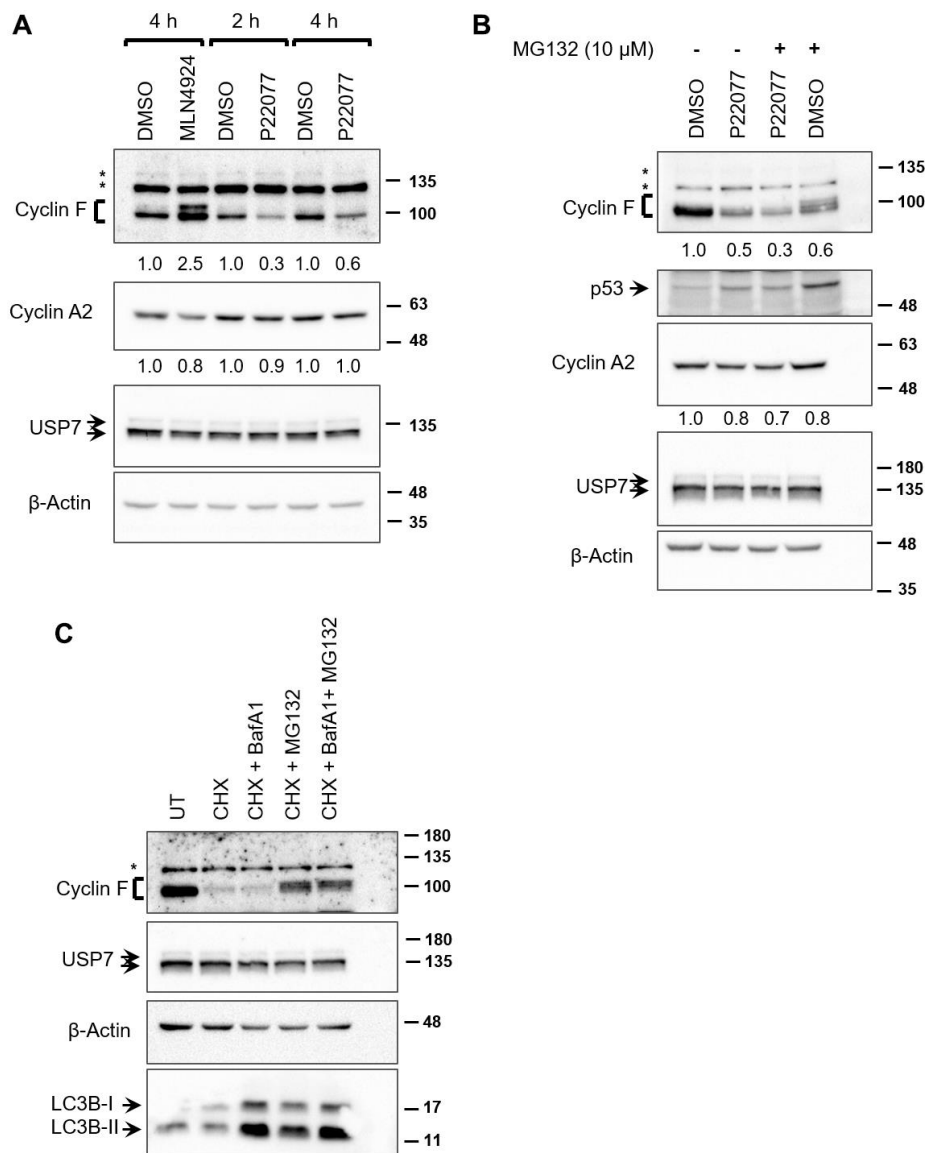 A
4 h 2 h 4 h
DMSO MLN4924 DMSO P22077 DMSO P22077
*
* 135
Cyclin F 100
1.0 2.5 1.0 0.3 1.0 0.6
Cyclin A2 63
48
1.0 0.8 1.0 0.9 1.0 1.0
USP7 135
β-Actin 48
35
B
MG132 (10 µM) - - + +
DMSO P22077 P22077 DMSO
* 135
*
Cyclin F 100
1.0 0.5 0.3 0.6
p53 48
63
Cyclin A2
48
1.0 0.8 0.7 0.8
180
USP7 135
48
β-Actin
35
C
UT CHX CHX + BafA1 CHX + MG132 CHX + BafA1+ MG132
180
* 135
Cyclin F 100
180
USP7 135
β-Actin 48
LC3B-I 17
LC3B-II 11